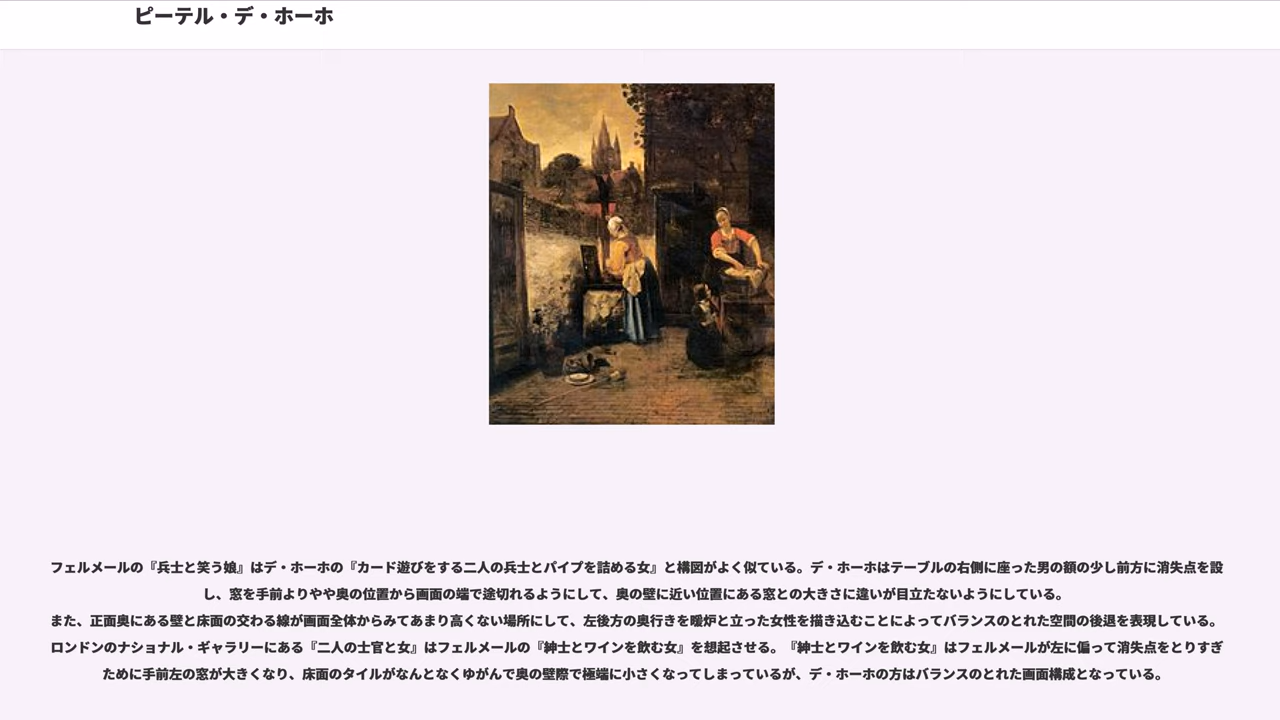 ピーテル・デ・ホーホ
フェルメールの『兵士と笑う娘』はデ・ホーホの『カード遊びをする二人の兵士とパイプを詰める女』と構図がよく似ている。デ・ホーホはテーブルの右側に座った男の額の少し前方に消失点を設
し、窓を手前よりやや奥の位置から画面の端で途切れるようにして、奥の壁に近い位置にある窓との大きさに違いが目立たないようにしている。
また、正面奥にある壁と床面の交わる線が画面全体からみてあまり高くない場所にして、左後方の奥行きを暖炉と立った女性を描き込むことによってバランスのとれた空間の後退を表現している。
ロンドンのナショナル・ギャラリーにある『二人の士官と女』はフェルメールの『紳士とワインを飲む女』を想起させる。『紳士とワインを飲む女』はフェルメールが左に偏って消失点をとりすぎ
ために手前左の窓が大きくなり、床面のタイルがなんとなくゆがんで奥の壁際で極端に小さくなってしまっているが、デ・ホーホの方はバランスのとれた画面構成となっている。